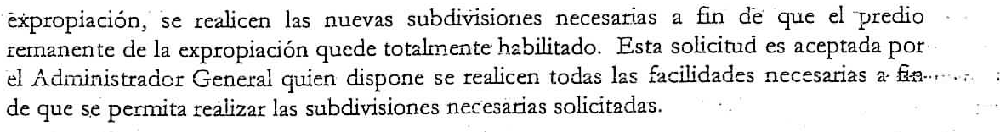 expropiación, se realicen las nuevas subdivisiones necesarias a fin de que el predio
remanente de la expropiación quede totalmente habilitado. Esta solicitud es aceptada por
el Administrador General quien dispone se realicen todas las facilidades necesarias a fin
de que se permita realizar las subdivisiones necesarias solicitadas.